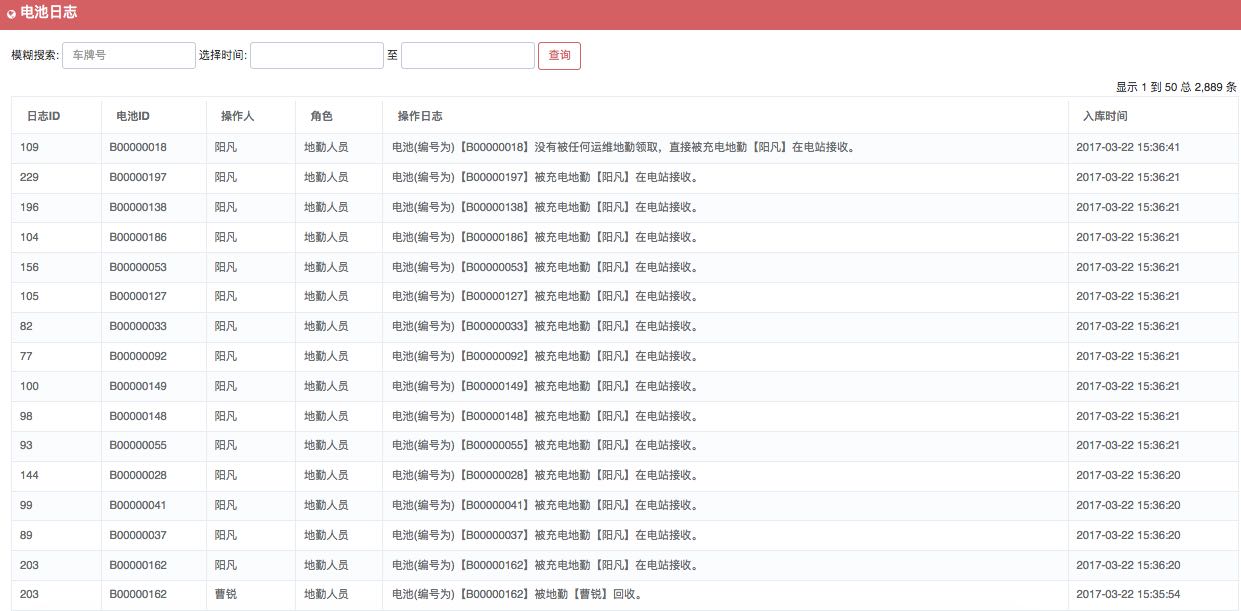 电池日志
模糊搜索: 车牌号 选择时间: 至 查询
显示 1 到 50 总 2,889 条
日志ID 电池ID 操作人 角色 操作日志 入库时间
109 B00000018 阳凡 地勤人员 电池(编号为)【B00000018】没有被任何运维地勤领取，直接被充电地勤【阳凡】在电站接收。 2017-03-22 15:36:41
229 B00000197 阳凡 地勤人员 电池(编号为)【B00000197】被充电地勤【阳凡】在电站接收。 2017-03-22 15:36:21
196 B00000138 阳凡 地勤人员 电池(编号为)【B00000138】被充电地勤【阳凡】在电站接收。 2017-03-22 15:36:21
104 B00000186 阳凡 地勤人员 电池(编号为)【B00000186】被充电地勤【阳凡】在电站接收。 2017-03-22 15:36:21
156 B00000053 阳凡 地勤人员 电池(编号为)【B00000053】被充电地勤【阳凡】在电站接收。 2017-03-22 15:36:21
105 B00000127 阳凡 地勤人员 电池(编号为)【B00000127】被充电地勤【阳凡】在电站接收。 2017-03-22 15:36:21
82 B00000033 阳凡 地勤人员 电池(编号为)【B00000033】被充电地勤【阳凡】在电站接收。 2017-03-22 15:36:21
77 B00000092 阳凡 地勤人员 电池(编号为)【B00000092】被充电地勤【阳凡】在电站接收。 2017-03-22 15:36:21
100 B00000149 阳凡 地勤人员 电池(编号为)【B00000149】被充电地勤【阳凡】在电站接收。 2017-03-22 15:36:21
98 B00000148 阳凡 地勤人员 电池(编号为)【B00000148】被充电地勤【阳凡】在电站接收。 2017-03-22 15:36:21
93 B00000055 阳凡 地勤人员 电池(编号为)【B00000055】被充电地勤【阳凡】在电站接收。 2017-03-22 15:36:21
144 B00000028 阳凡 地勤人员 电池(编号为)【B00000028】被充电地勤【阳凡】在电站接收。 2017-03-22 15:36:20
99 B00000041 阳凡 地勤人员 电池(编号为)【B00000041】被充电地勤【阳凡】在电站接收。 2017-03-22 15:36:20
89 B00000037 阳凡 地勤人员 电池(编号为)【B00000037】被充电地勤【阳凡】在电站接收。 2017-03-22 15:36:20
203 B00000162 阳凡 地勤人员 电池(编号为)【B00000162】被充电地勤【阳凡】在电站接收。 2017-03-22 15:36:20
203 B00000162 曹锐 地勤人员 电池(编号为)【B00000162】被地勤【曹锐】回收。 2017-03-22 15:35:54